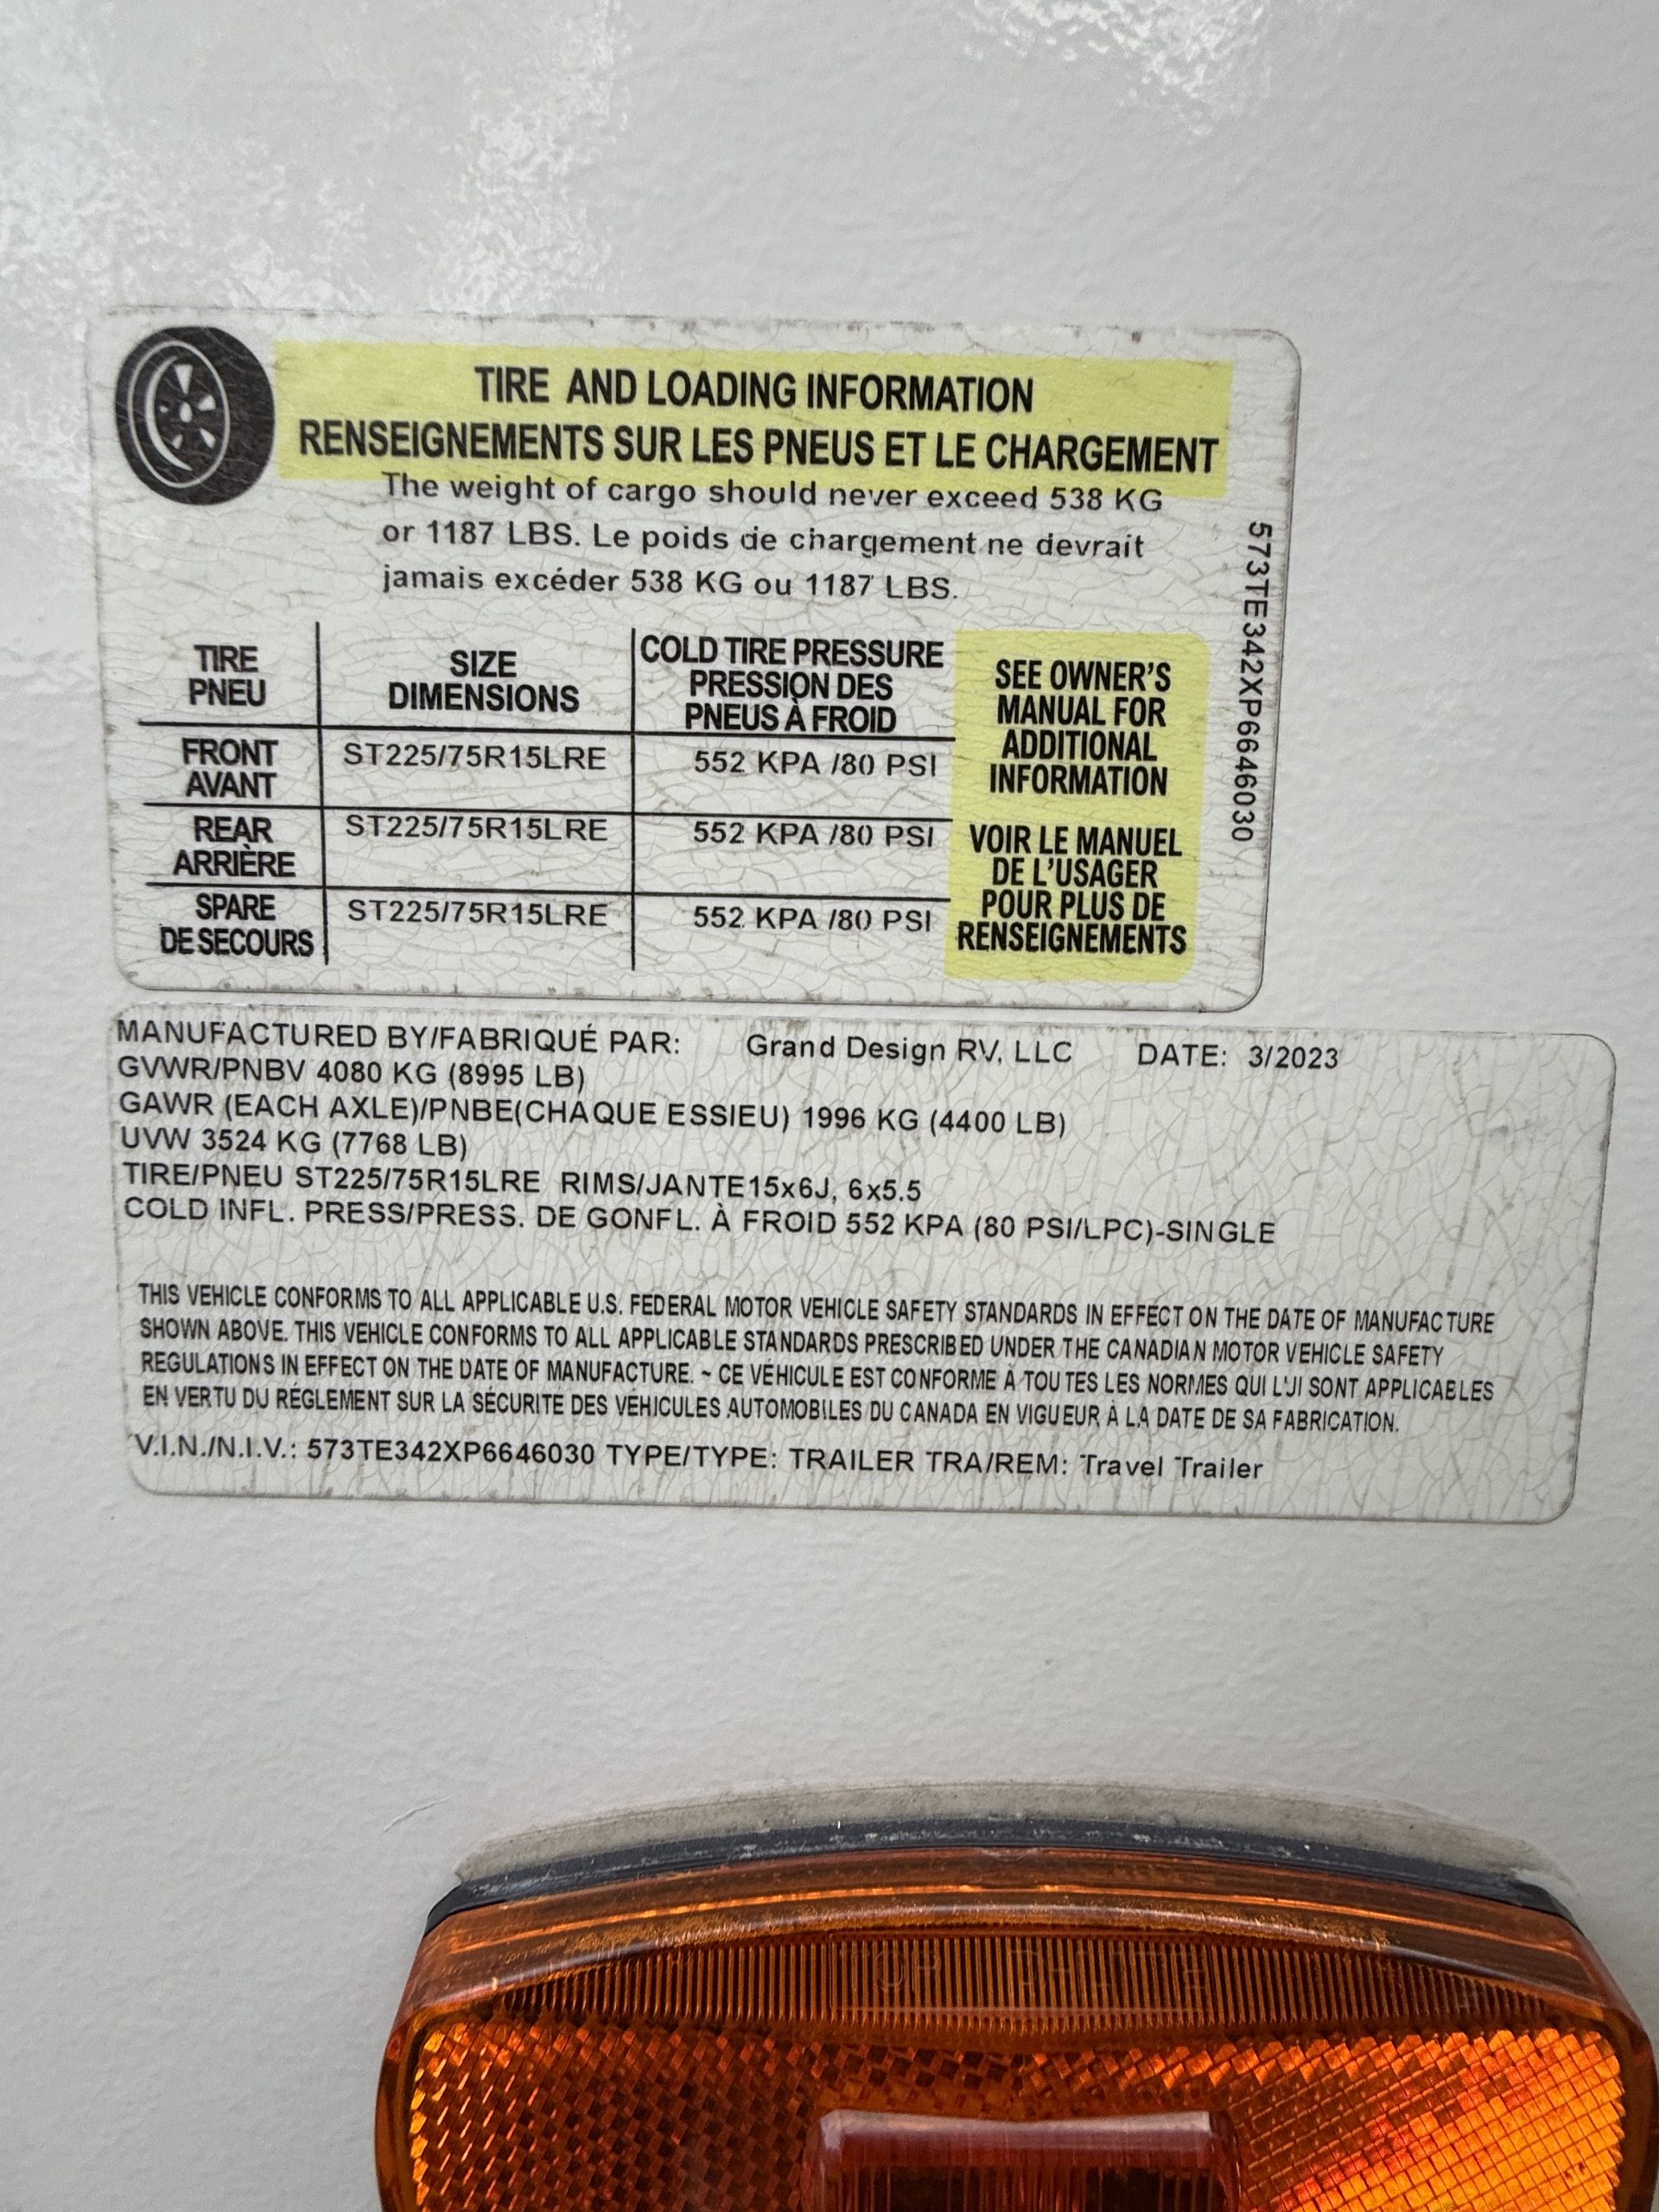 TIRE AND LOADING INFORMATION
RENSEIGNEMENTS SUR LES PNEUS ET LE CHARGEMENT
The weight of cargo should never exceed 538 KG
or 1187 LBS. Le poids de chargement ne devrait
jamais excéder 538 KG ou 1187 LBS.
573TE342XP6646030
TIRE
PNEU
SIZE
DIMENSIONS
COLD TIRE PRESSURE
PRESSION DES
PNEUS À FROID
FRONT
AVANT
ST225/75R15LRE
552 KPA /80 PSI
REAR
ARRIÈRE
ST225/75R15LRE
552 KPA /80 PSI
SPARE
DE SECOURS
ST225/75R15LRE
552 KPA /80 PSI
SEE OWNER'S
MANUAL FOR
ADDITIONAL
INFORMATION
VOIR LE MANUEL
DE L'USAGER
POUR PLUS DE
RENSEIGNEMENTS
MANUFACTURED BY/FABRIQUÉ PAR: Grand Design RV, LLC DATE: 3/2023
GVWR/PNBV 4080 KG (8995 LB)
GAWR (EACH AXLE)/PNBE(CHAQUE ESSIEU) 1996 KG (4400 LB)
UVW 3524 KG (7768 LB)
TIRE/PNEU ST225/75R15LRE RIMS/JANTE15x6J, 6x5.5
COLD INFL. PRESS/PRESS. DE GONFL. À FROID 552 KPA (80 PSI/LPC)-SINGLE
THIS VEHICLE CONFORMS TO ALL APPLICABLE U.S. FEDERAL MOTOR VEHICLE SAFETY STANDARDS IN EFFECT ON THE DATE OF MANUFACTURE
SHOWN ABOVE. THIS VEHICLE CONFORMS TO ALL APPLICABLE STANDARDS PRESCRIBED UNDER THE CANADIAN MOTOR VEHICLE SAFETY
REGULATIONS IN EFFECT ON THE DATE OF MANUFACTURE. ~ CE VÉHICULE EST CONFORME À TOUTES LES NORMES QUI LUI SONT APPLICABLES
EN VERTU DU RÉGLEMENT SUR LA SÉCURITÉ DES VÉHICULES AUTOMOBILES DU CANADA EN VIGUEUR À LA DATE DE SA FABRICATION.
V.I.N./N.I.V.: 573TE342XP6646030 TYPE/TYPE: TRAILER TRA/REM: Travel Trailer